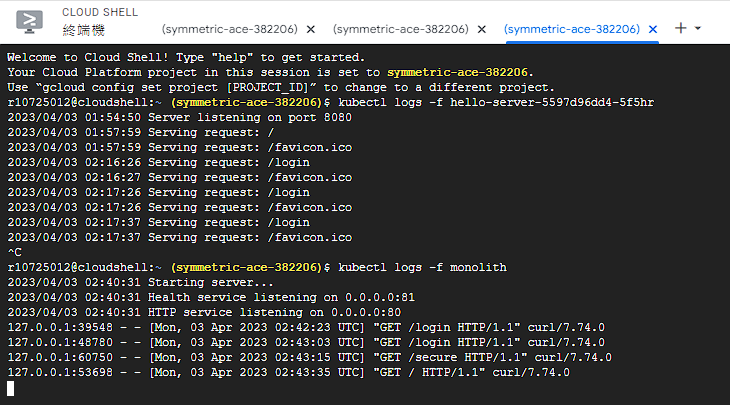 CLOUD SHELL
終端機
(symmetric-ace-382206) × (symmetric-ace-382206) × (symmetric-ace-382206) × +
Welcome to Cloud Shell! Type "help" to get started.
Your Cloud Platform project in this session is set to symmetric-ace-382206.
Use “gcloud config set project [PROJECT_ID]” to change to a different project.
r10725012@cloudshell:~ (symmetric-ace-382206)$ kubectl logs -f hello-server-5597d96dd4-5f5hr
2023/04/03 01:54:50 Server listening on port 8080
2023/04/03 01:57:59 Serving request: /
2023/04/03 01:57:59 Serving request: /favicon.ico
2023/04/03 02:16:26 Serving request: /login
2023/04/03 02:16:27 Serving request: /favicon.ico
2023/04/03 02:17:26 Serving request: /login
2023/04/03 02:17:26 Serving request: /favicon.ico
2023/04/03 02:17:37 Serving request: /login
2023/04/03 02:17:37 Serving request: /favicon.ico
^C
r10725012@cloudshell:~ (symmetric-ace-382206)$ kubectl logs -f monolith
2023/04/03 02:40:31 Starting server...
2023/04/03 02:40:31 Health service listening on 0.0.0.0:81
2023/04/03 02:40:31 HTTP service listening on 0.0.0.0:80
127.0.0.1:39548 - - [Mon, 03 Apr 2023 02:42:23 UTC] "GET /login HTTP/1.1" curl/7.74.0
127.0.0.1:48780 - - [Mon, 03 Apr 2023 02:43:03 UTC] "GET /login HTTP/1.1" curl/7.74.0
127.0.0.1:60750 - - [Mon, 03 Apr 2023 02:43:15 UTC] "GET /secure HTTP/1.1" curl/7.74.0
127.0.0.1:53698 - - [Mon, 03 Apr 2023 02:43:35 UTC] "GET / HTTP/1.1" curl/7.74.0